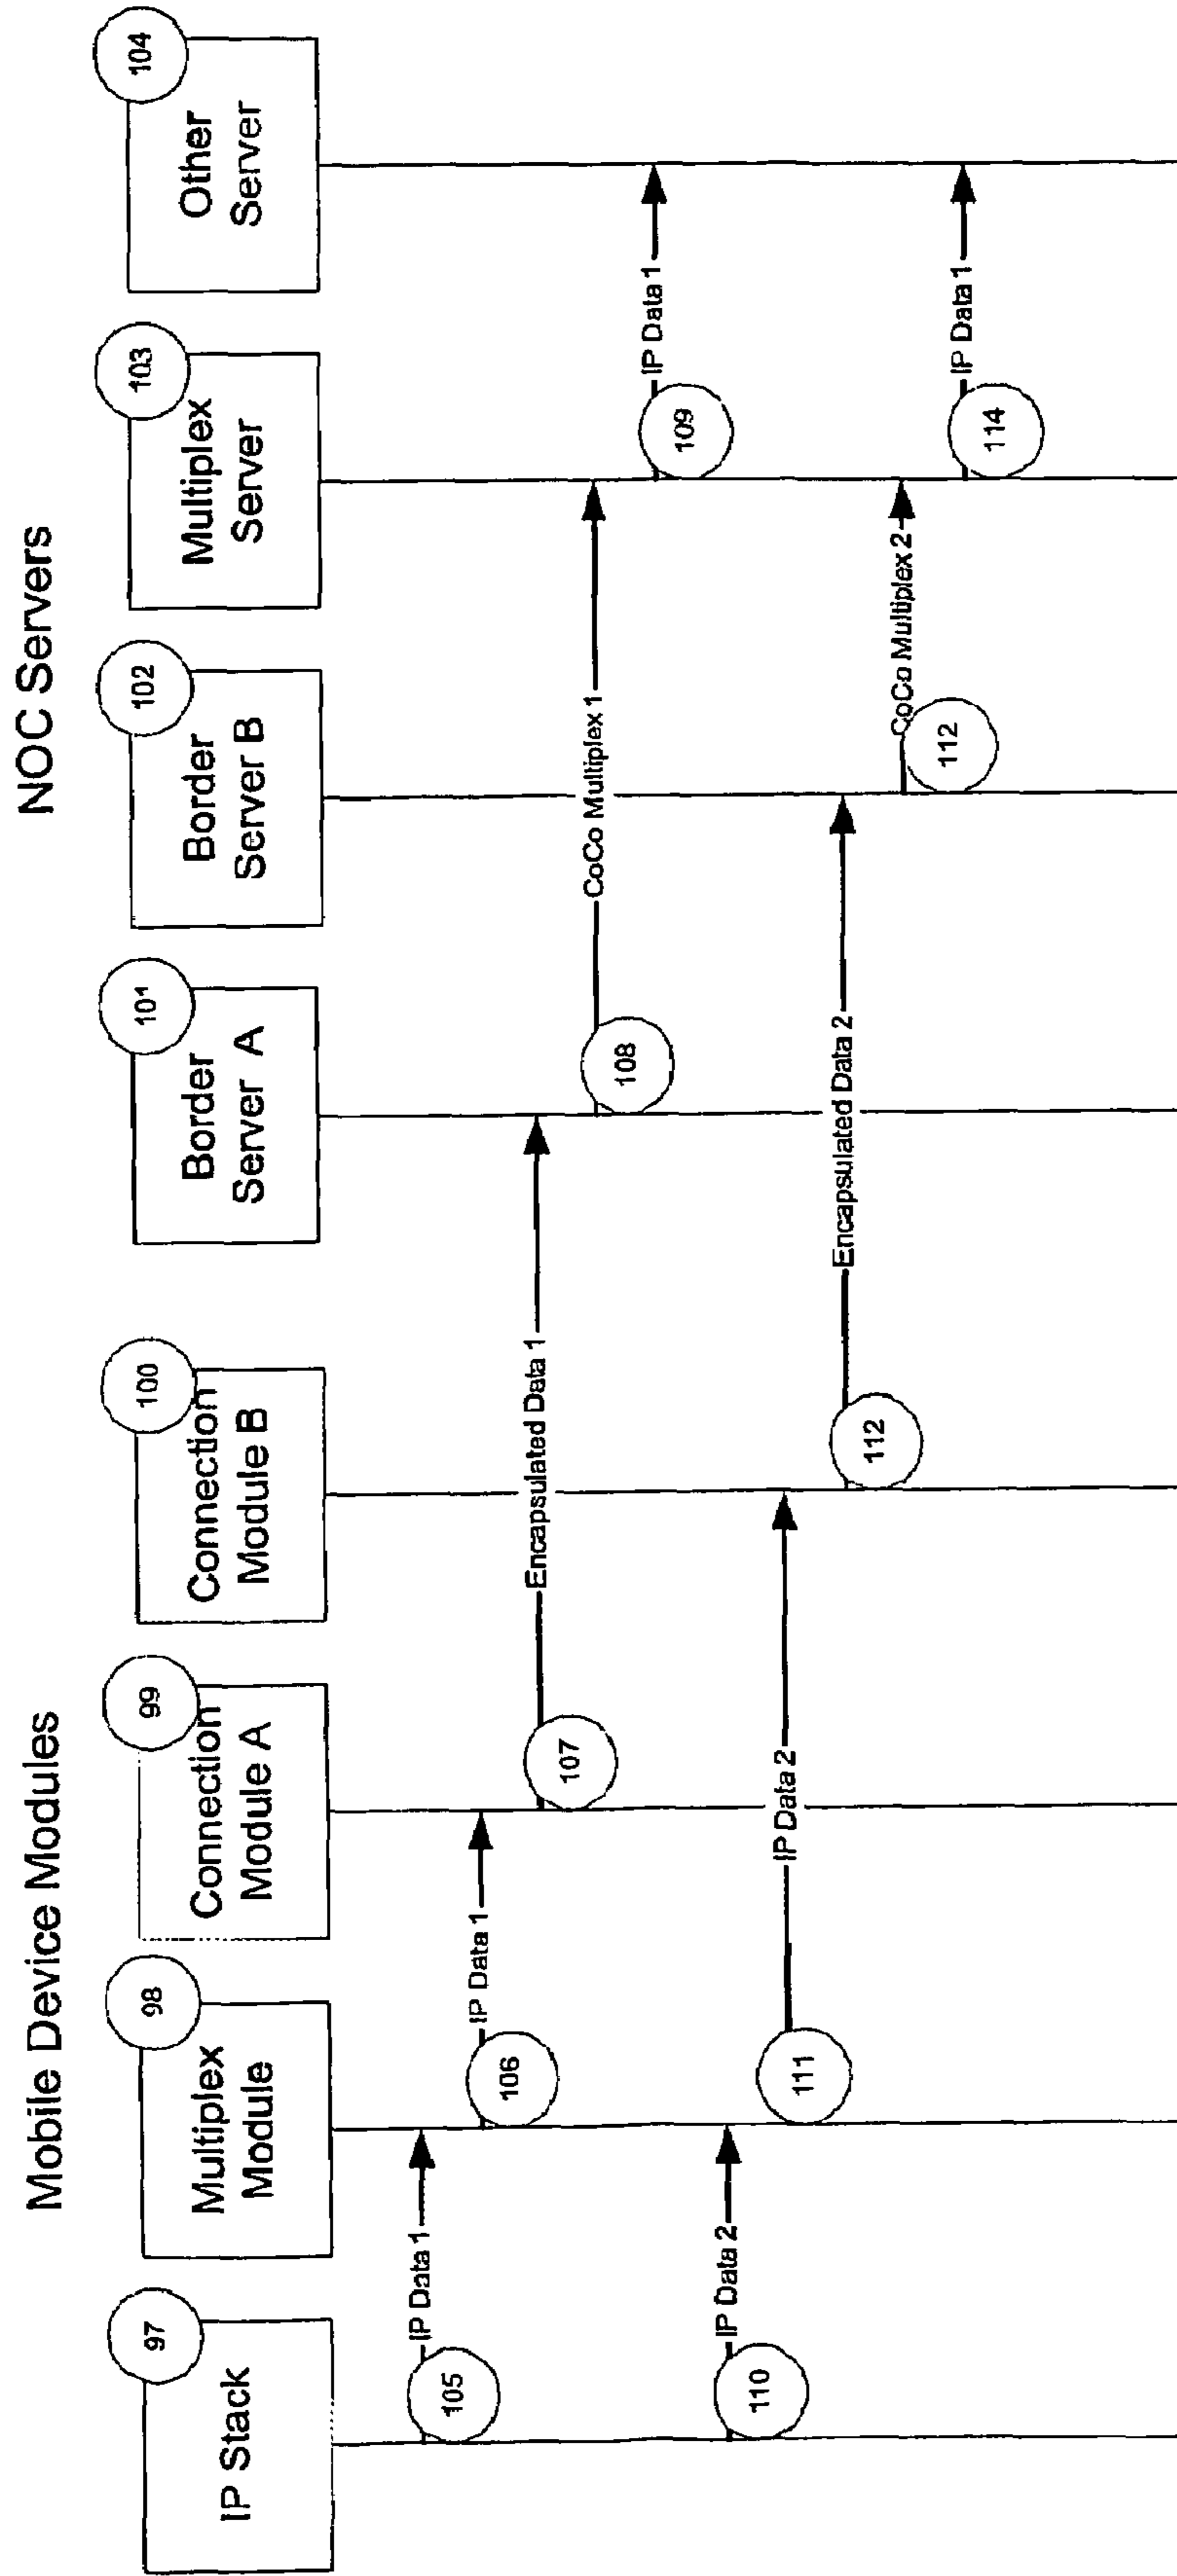 Mobile Device Modules
NOC Servers
97
IP Stack
98
Multiplex
Module
99
Connection
Module A
100
Connection
Module B
101
Border
Server A
102
Border
Server B
103
Multiplex
Server
104
Other
Server
105
IP Data 1
106
IP Data 1
107
Encapsulated Data 1
108
CoCo Multiplex 1
109
IP Data 1
110
IP Data 2
111
IP Data 2
112
Encapsulated Data 2
112
CoCo Multiplex 2
114
IP Data 1